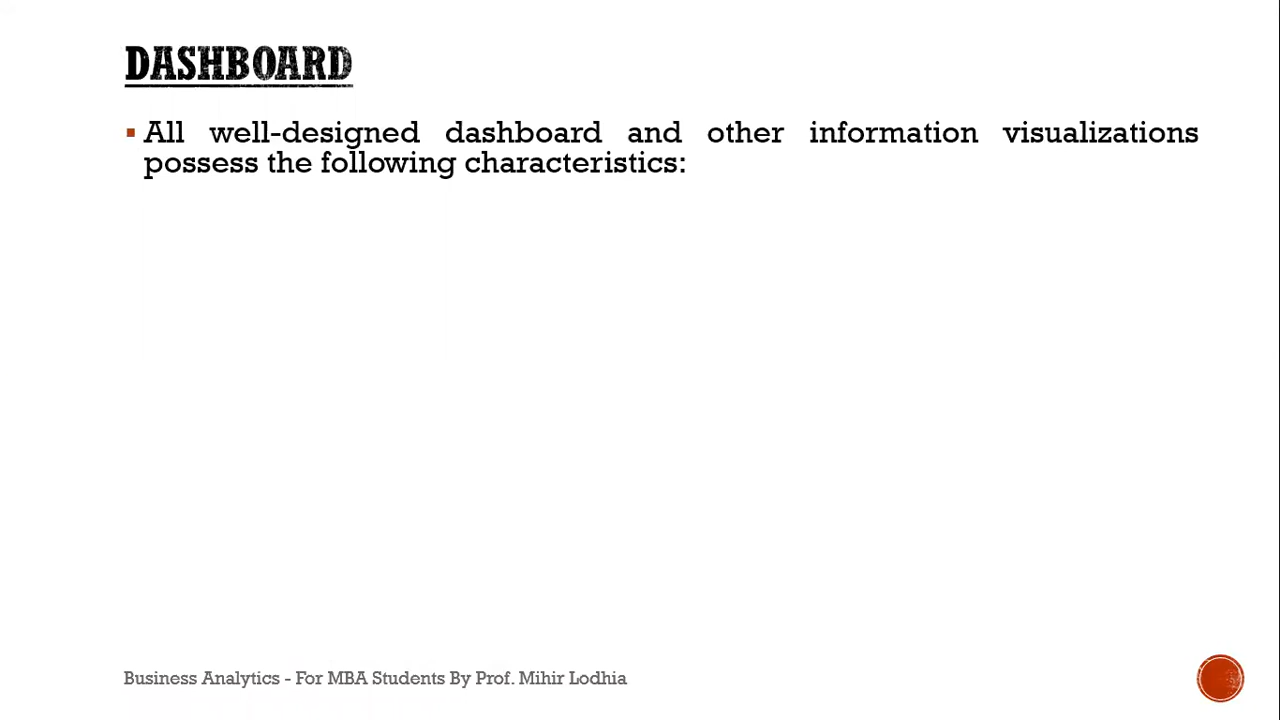 DASHBOARD
▪ All well-designed dashboard and other information visualizations
possess the following characteristics:
Business Analytics - For MBA Students By Prof. Mihir Lodhia